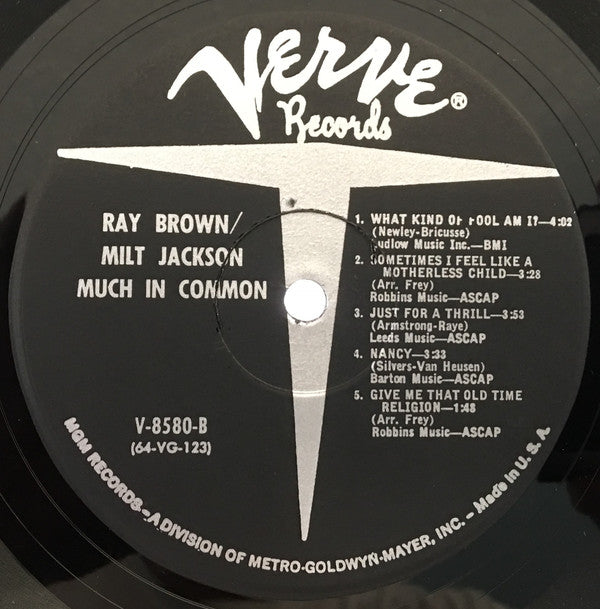 Verve®
Records
RAY BROWN/
MILT JACKSON
MUCH IN COMMON
1. WHAT KIND OF FOOL AM I?—4:02
(Newley-Bricusse)
Ludlow Music Inc.—BMI
2. SOMETIMES I FEEL LIKE A
MOTHERLESS CHILD—3:28
(Arr. Frey)
Robbins Music—ASCAP
3. JUST FOR A THRILL—3:53
(Armstrong-Raye)
Leeds Music—ASCAP
4. NANCY—3:33
(Silvers-Van Heusen)
Barton Music—ASCAP
5. GIVE ME THAT OLD TIME
RELIGION—1:48
(Arr. Frey)
Robbins Music—ASCAP
V-8580-B
(64-VG-123)
MGM RECORDS – A DIVISION OF METRO-GOLDWYN-MAYER, INC. – Made in U. S. A.